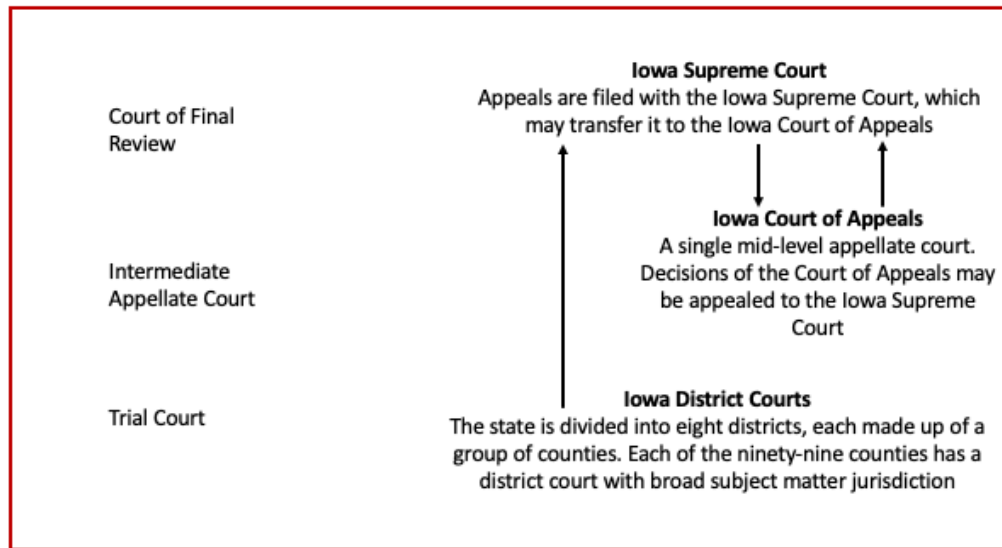 Iowa Supreme Court
Appeals are filed with the Iowa Supreme Court, which
may transfer it to the Iowa Court of Appeals
Court of Final
Review
Iowa Court of Appeals
A single mid-level appellate court.
Decisions of the Court of Appeals may
be appealed to the Iowa Supreme
Court
Intermediate
Appellate Court
Iowa District Courts
The state is divided into eight districts, each made up of a
group of counties. Each of the ninety-nine counties has a
district court with broad subject matter jurisdiction
Trial Court